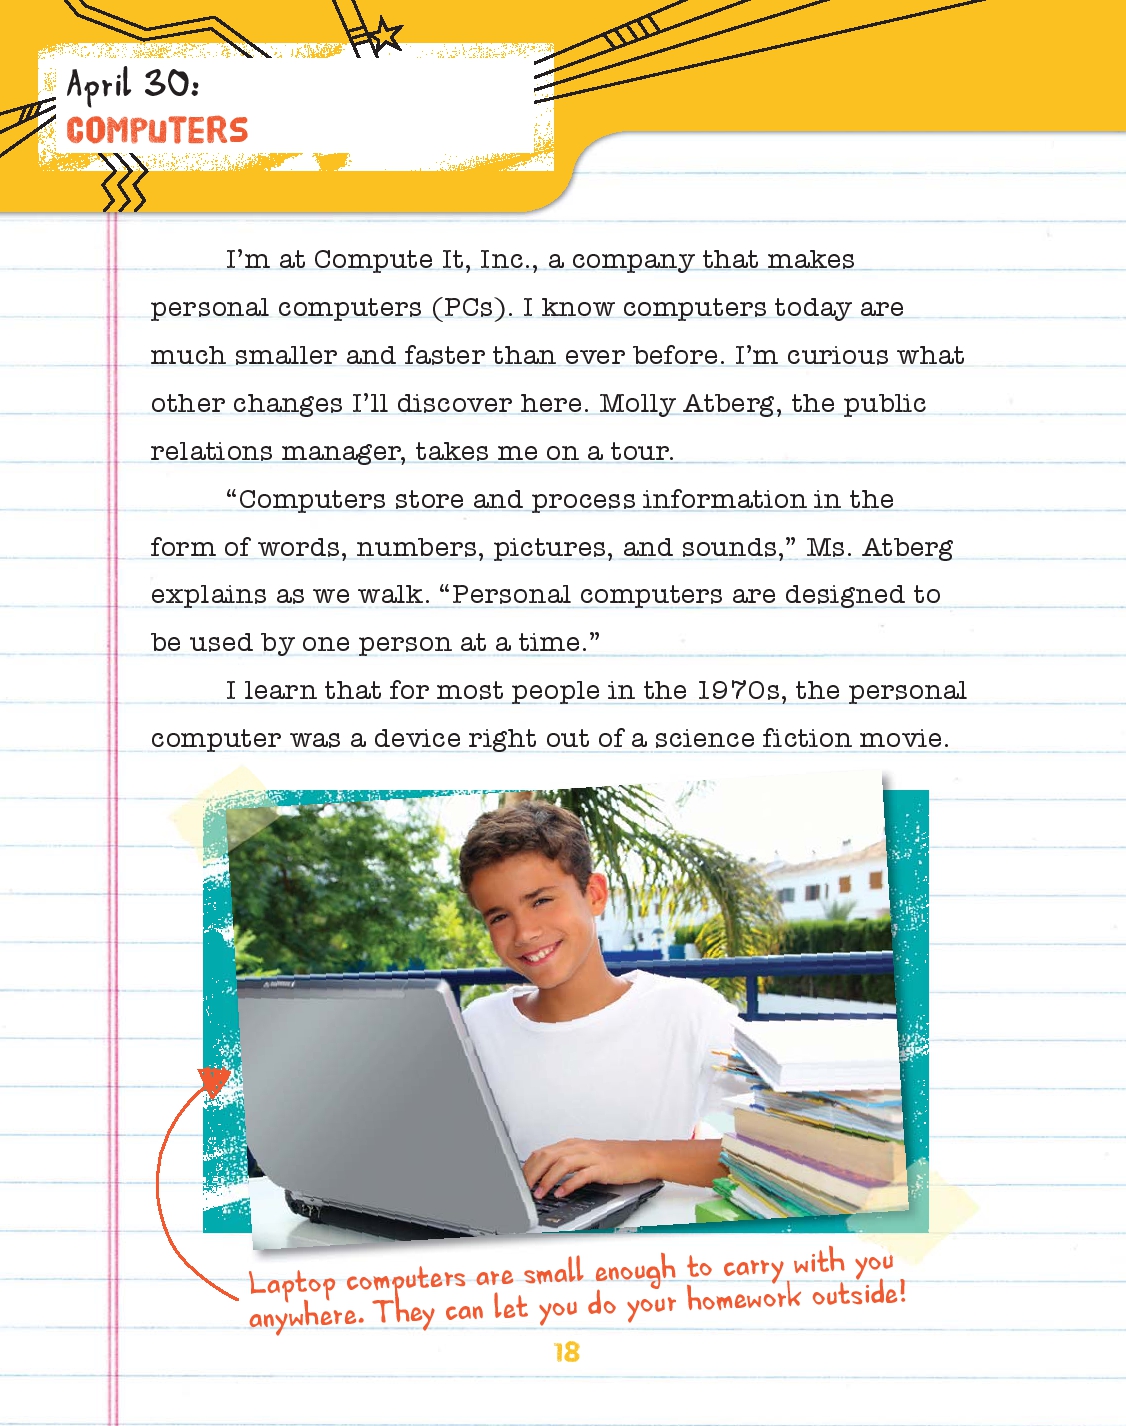 April 30:
COMPUTERS
I’m at Compute It, Inc., a company that makes
personal computers (PCs). I know computers today are
much smaller and faster than ever before. I’m curious what
other changes I’ll discover here. Molly Atberg, the public
relations manager, takes me on a tour.
“Computers store and process information in the
form of words, numbers, pictures, and sounds,” Ms. Atberg
explains as we walk. “Personal computers are designed to
be used by one person at a time.”
I learn that for most people in the 1970s, the personal
computer was a device right out of a science fiction movie.
Laptop computers are small enough to carry with you
anywhere. They can let you do your homework outside!
18